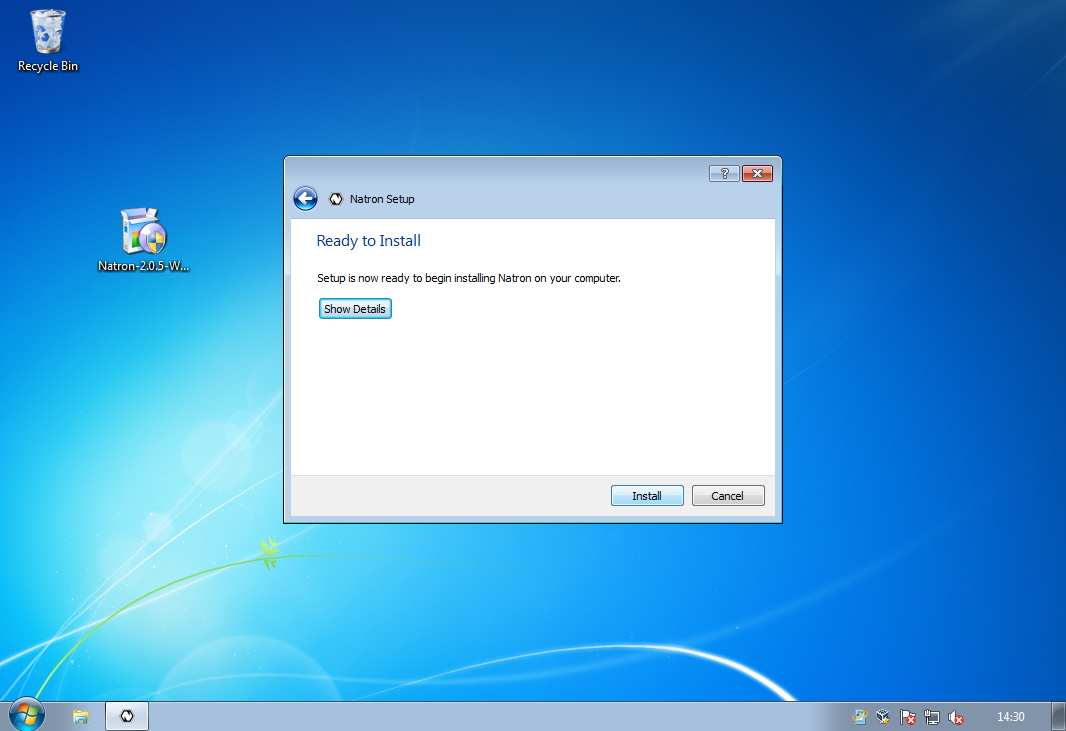 Recycle Bin
Natron-2.0.5-W...
?
Natron Setup
Ready to Install
Setup is now ready to begin installing Natron on your computer.
Show Details
Install
Cancel
14:30